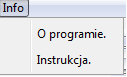 Info
O programie.
Instrukcja.